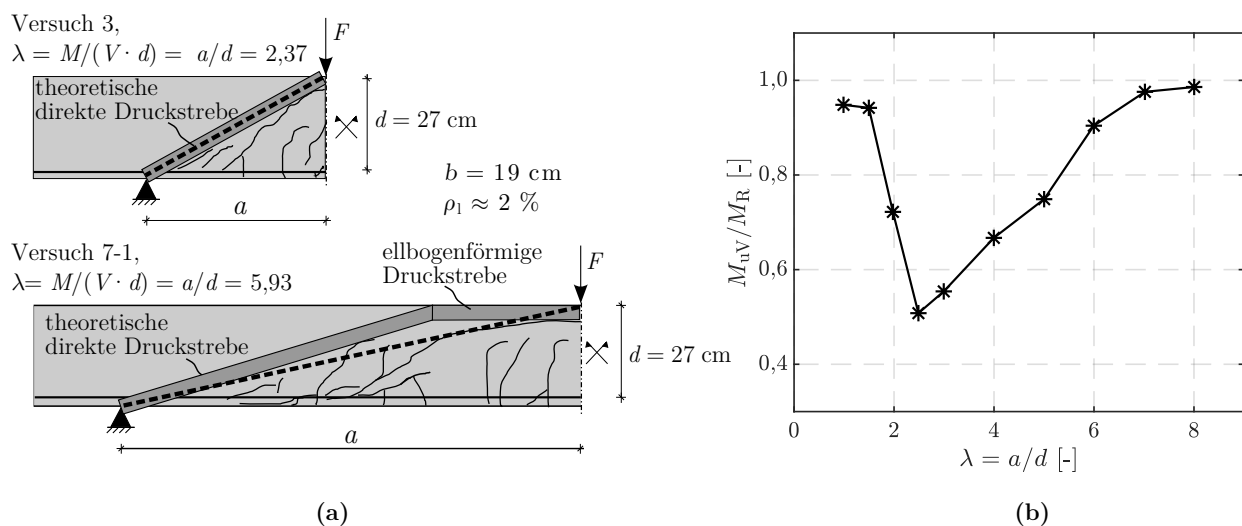 Versuch 3,
λ = M/(V · d) = a/d = 2,37
F
theoretische
direkte Druckstrebe
d = 27 cm
b = 19 cm
ρl ≈ 2 %
a
Versuch 7-1,
λ= M/(V · d) = a/d = 5,93
ellbogenförmige
Druckstrebe
F
theoretische
direkte Druckstrebe
d = 27 cm
a
(a)
MuV/MR [-]
1,0
0,8
0,6
0,4
0 2 4 6 8
λ = a/d [-]
(b)